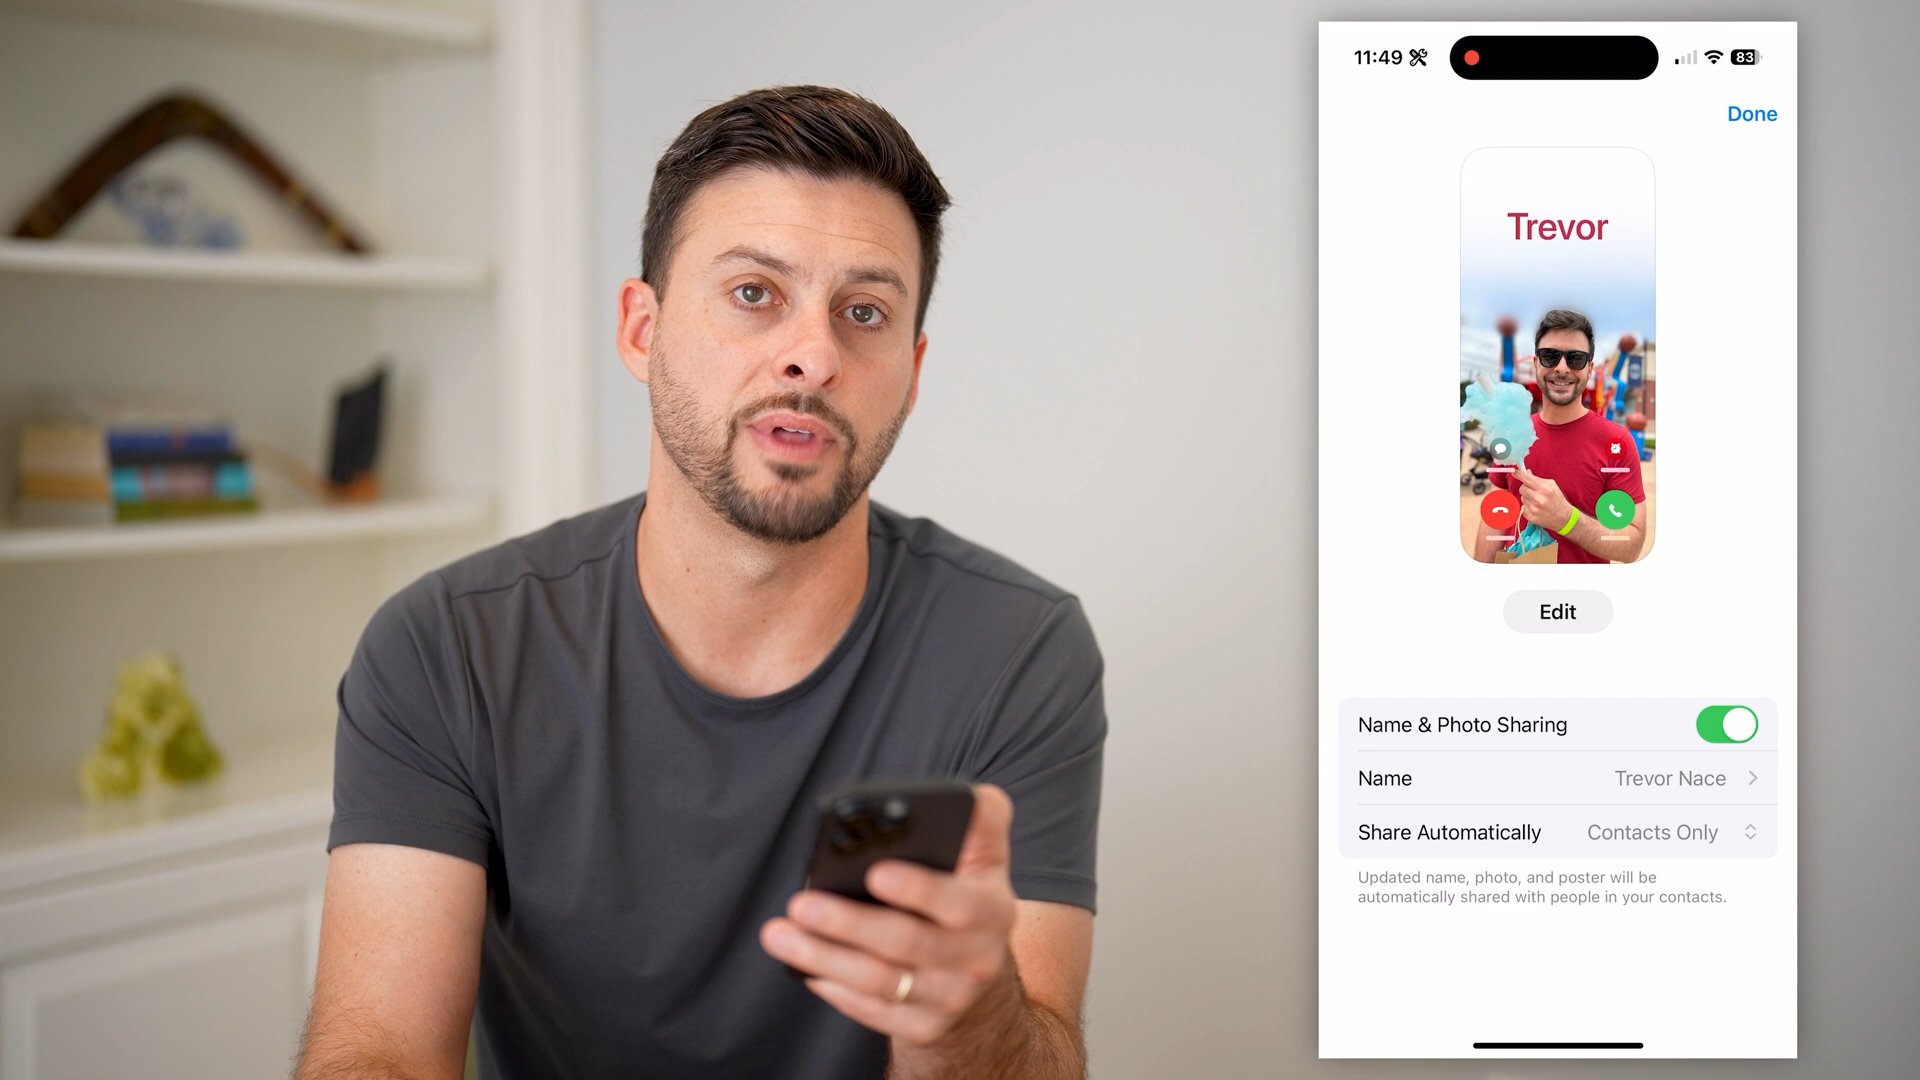 11:49
83
Done
Trevor
Edit
Name & Photo Sharing
Name Trevor Nace
Share Automatically Contacts Only
Updated name, photo, and poster will be
automatically shared with people in your contacts.